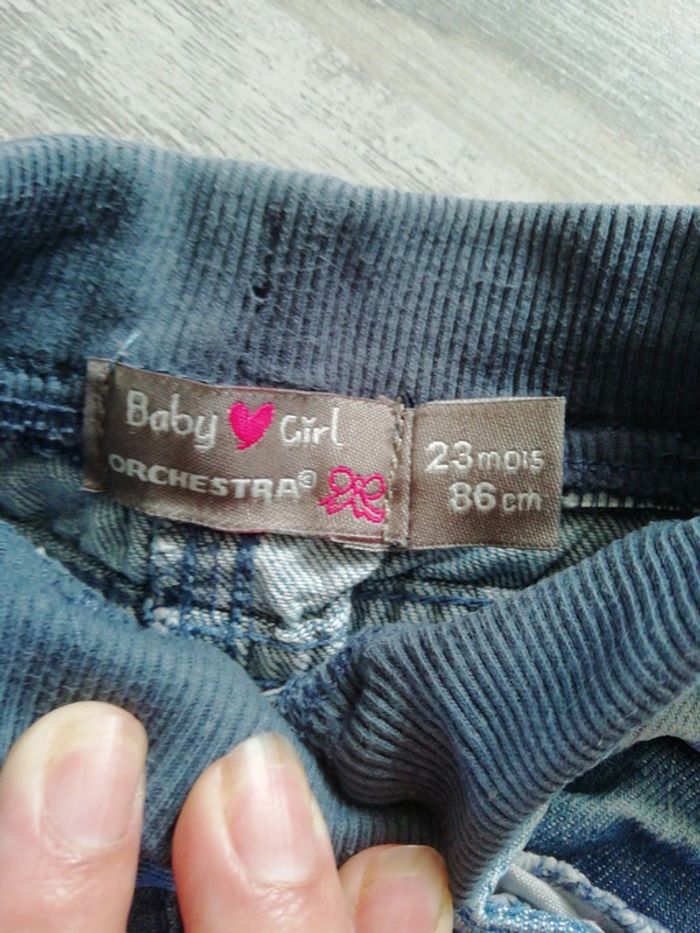 Baby Girl
ORCHESTRA®
23 mois
86 cm